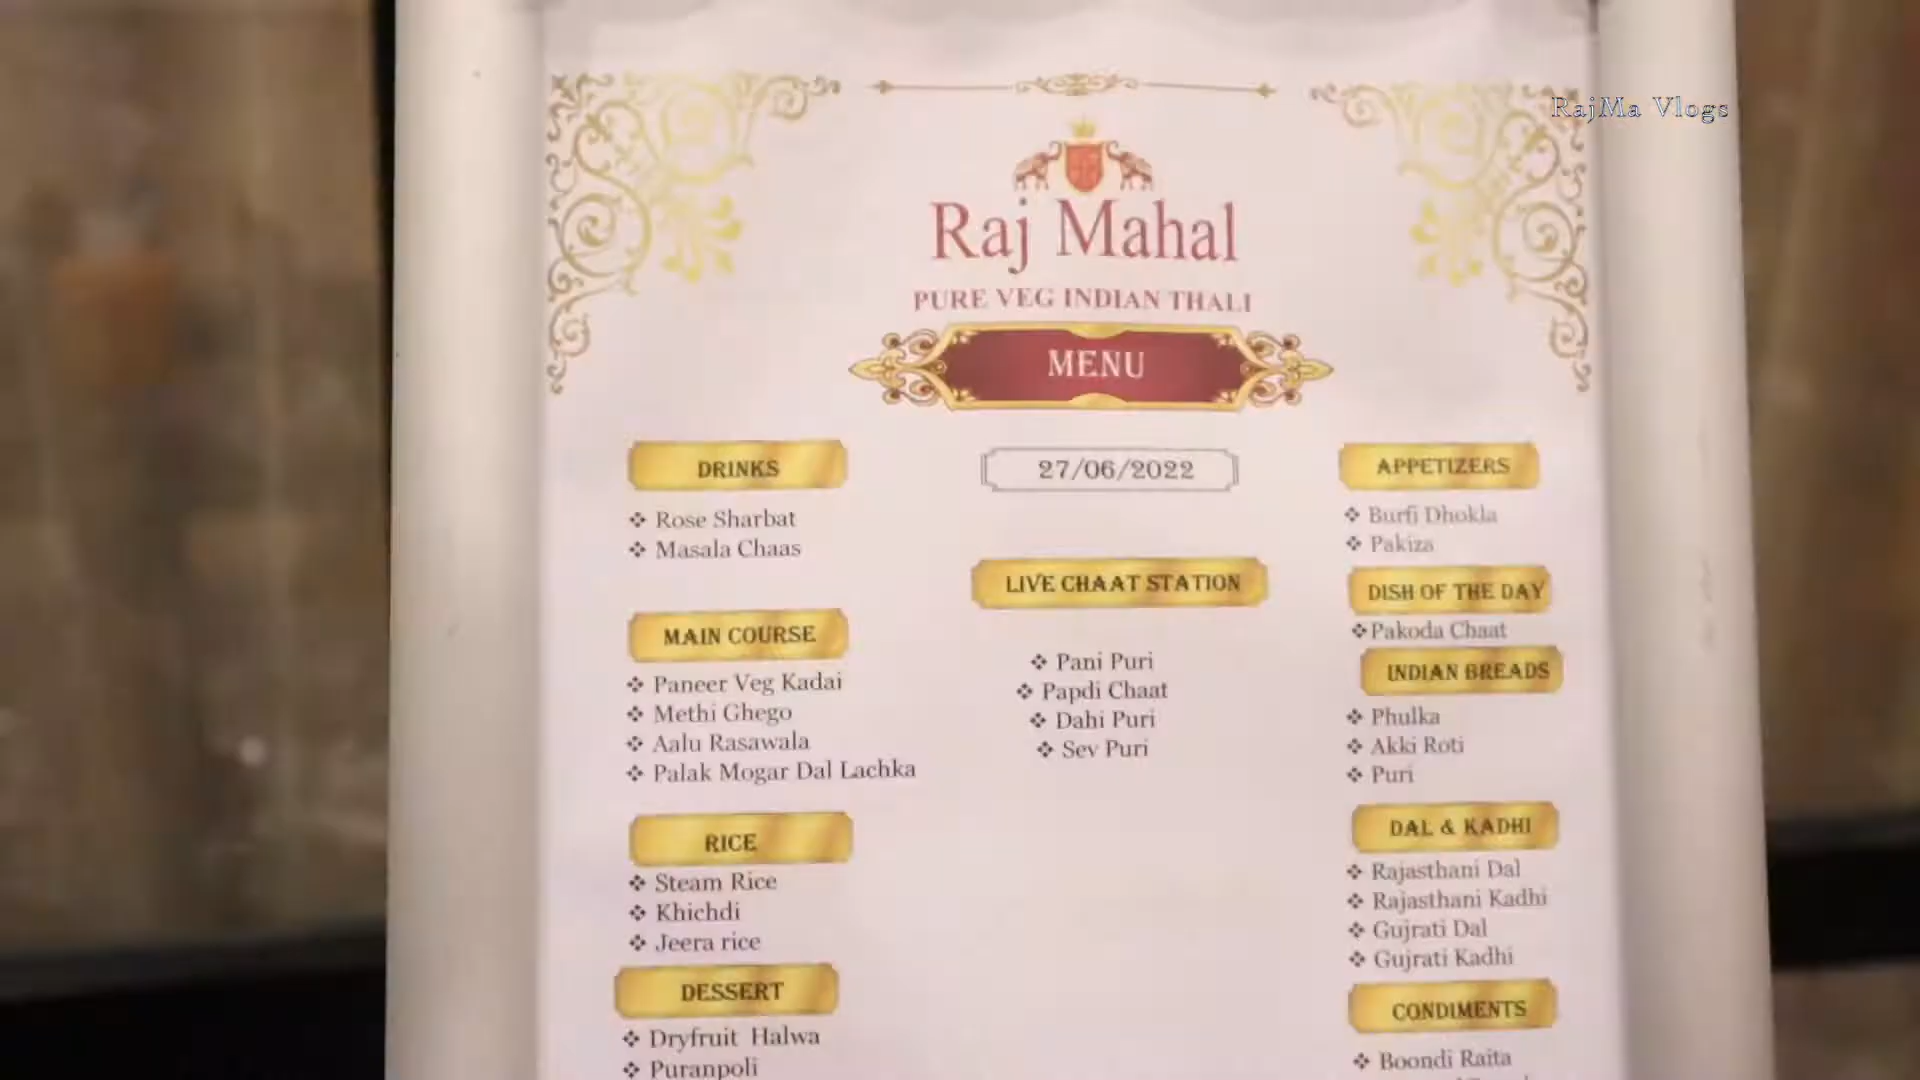 RajMa Vlogs
Raj Mahal
PURE VEG INDIAN THALI
MENU
27/06/2022
DRINKS
Rose Sharbat
Masala Chaas
MAIN COURSE
Paneer Veg Kadai
Methi Ghego
Aalu Rasawala
Palak Mogar Dal Lachka
RICE
Steam Rice
Khichdi
Jeera rice
DESSERT
Dryfruit Halwa
Puranpoli
LIVE CHAAT STATION
Pani Puri
Papdi Chaat
Dahi Puri
Sev Puri
APPETIZERS
Burfi Dhokla
Pakiza
DISH OF THE DAY
Pakoda Chaat
INDIAN BREADS
Phulka
Akki Roti
Puri
DAL & KADHI
Rajasthani Dal
Rajasthani Kadhi
Gujrati Dal
Gujrati Kadhi
CONDIMENTS
Boondi Raita